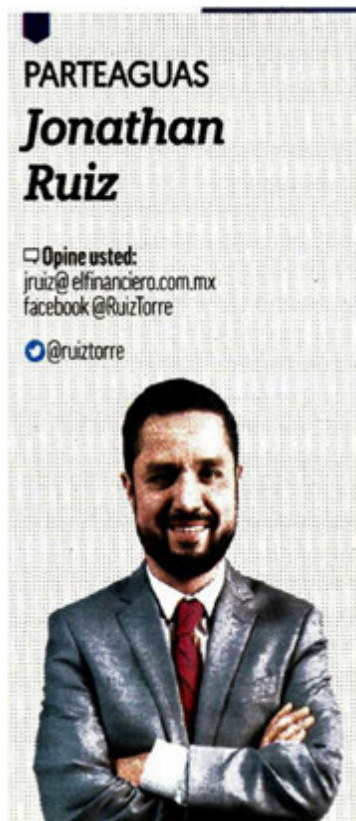 PARTEAGUAS
Jonathan
Ruiz
Opine usted:
jruiz@elfinanciero.com.mx
facebook @RuizTorre
@ruiztorre